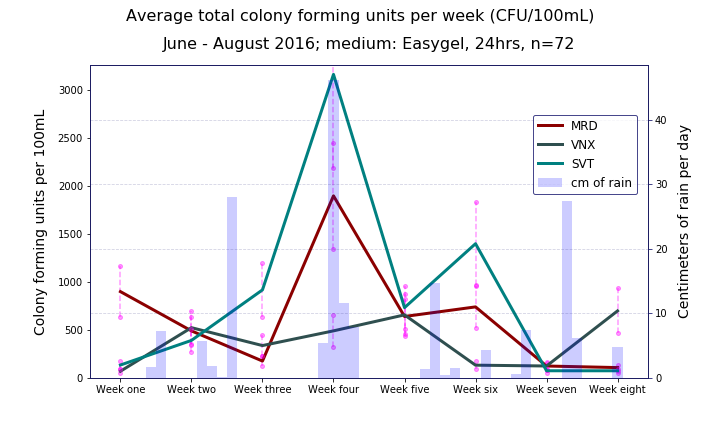 Average total colony forming units per week (CFU/100mL)
June - August 2016; medium: Easygel, 24hrs, n=72
Colony forming units per 100mL
3000
2500
2000
1500
1000
500
0
MRD
VNX
SVT
cm of rain
40
30
20
10
0
Centimeters of rain per day
Week one
Week two
Week three
Week four
Week five
Week six
Week seven
Week eight